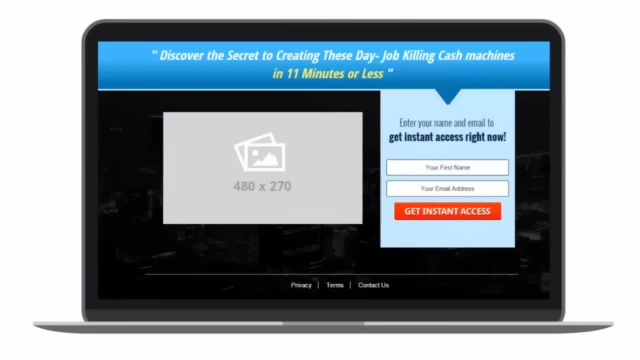 " Discover the Secret to Creating These Day- Job Killing Cash machines
in 11 Minutes or Less "
Enter your name and email to
get instant access right now!
480 x 270
Your First Name
Your Email Address
GET INSTANT ACCESS
Privacy | Terms | Contact Us